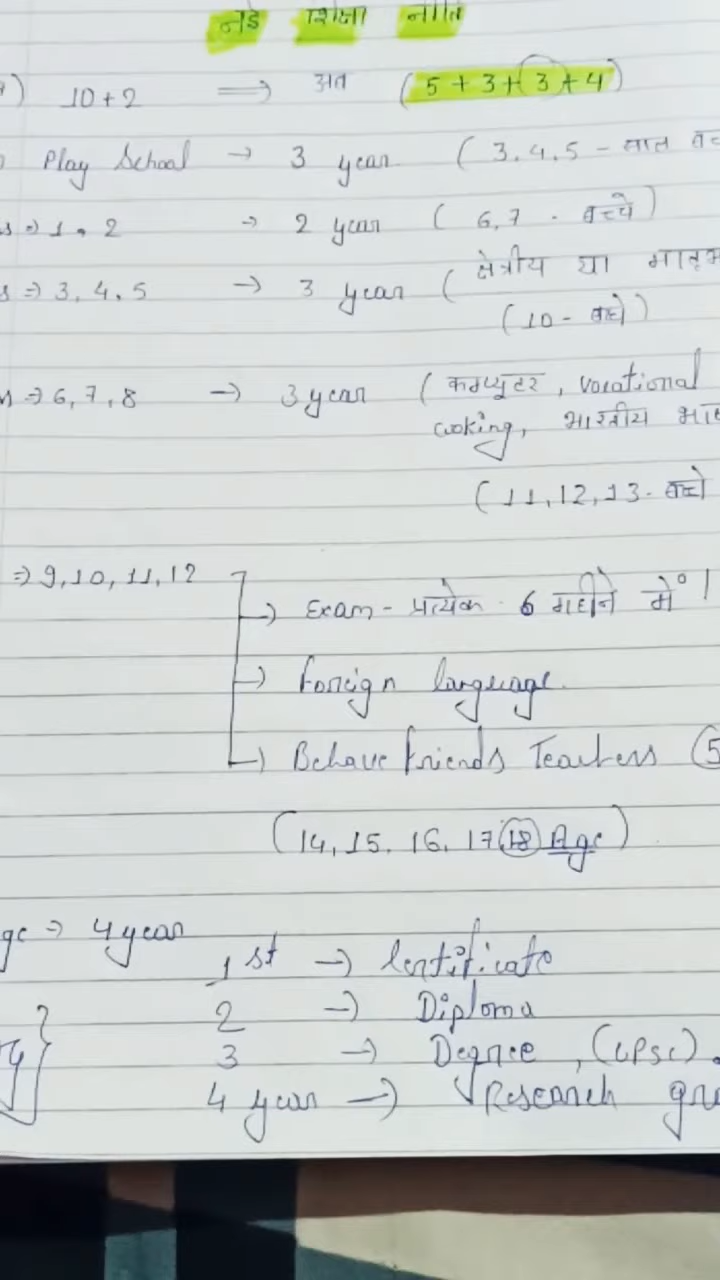 नई शिक्षा नीति
) 10+2 ⇒ अब (5+3+3+4)
Play School → 3 year (3,4,5 - साल
⇒ 1, 2 → 2 year (6,7 - बच्चे)
s ⇒ 3, 4, 5 → 3 year (क्षेत्रीय या मातृभ
(10 - बच्चे)
⇒ 6, 7, 8 → 3 year (कम्प्यूटर, vocational
cooking, भारतीय भाष
(11, 12, 13 - बच्चे
⇒ 9, 10, 11, 12
→ Exam - प्रत्येक 6 महीने में।
→ Foreign language.
→ Behave friends Teachers (5
(14, 15, 16, 17 18 Age)
ge ⇒ 4 year
1st → Certificate
2 → Diploma
3 → Degree, (UPSC).
4 year → Research gra